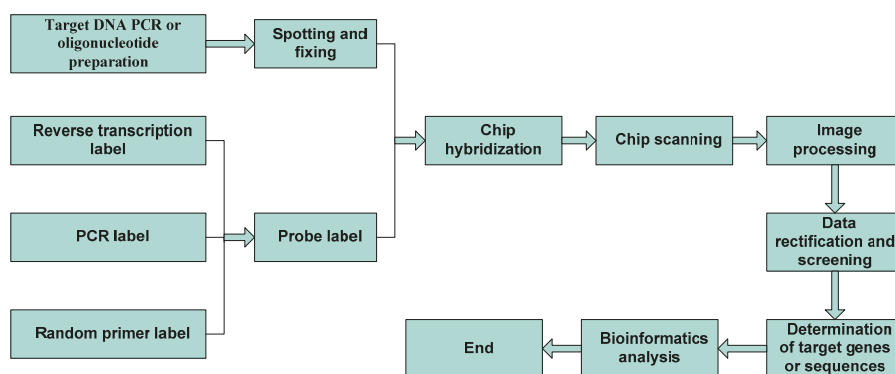 Target DNA PCR or
oligonucleotide
preparation
Spotting and
fixing
Reverse transcription
label
Chip
hybridization
Chip scanning
Image
processing
PCR label
Probe label
Data
rectification and
screening
Random primer label
End
Bioinformatics
analysis
Determination
of target genes
or sequences